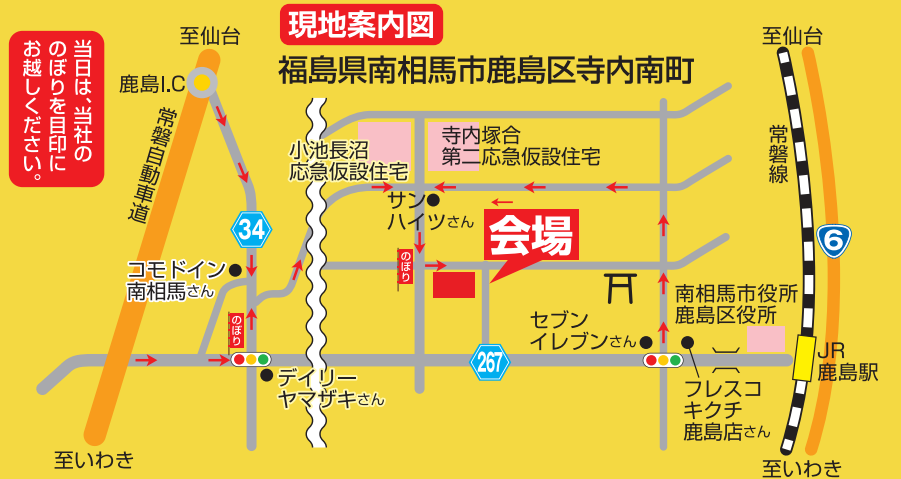 現地案内図
福島県南相馬市鹿島区寺内南町
当日は、当社の
のぼりを目印に
お越しください。
至仙台
鹿島I.C
常磐自動車道
34
コモドイン
南相馬さん
のぼり
デイリー
ヤマザキさん
至いわき
小池長沼
応急仮設住宅
寺内塚合
第二応急仮設住宅
サン
ハイツさん
会場
のぼり
267
セブン
イレブンさん
南相馬市役所
鹿島区役所
フレスコ
キクチ
鹿島店さん
至仙台
常磐線
6
JR
鹿島駅
至いわき